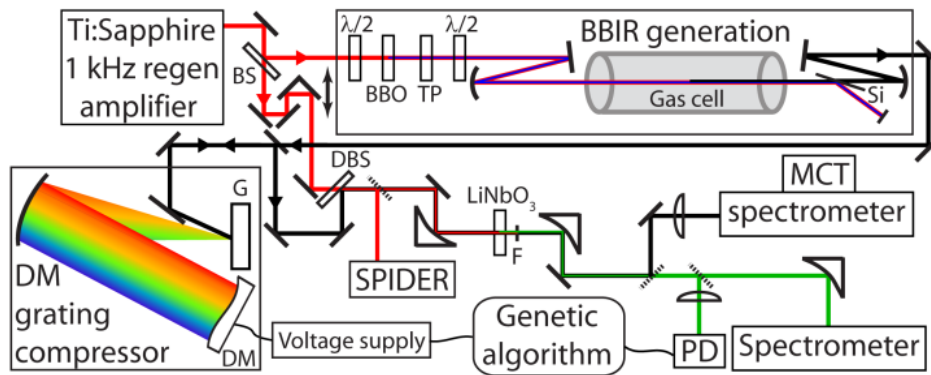 Ti:Sapphire
1 kHz regen
amplifier
BS
λ/2
BBO
TP
λ/2
BBIR generation
Gas cell
Si
DBS
G
DM
grating
compressor
DM
SPIDER
LiNbO3
F
MCT
spectrometer
Voltage supply
Genetic
algorithm
PD
Spectrometer